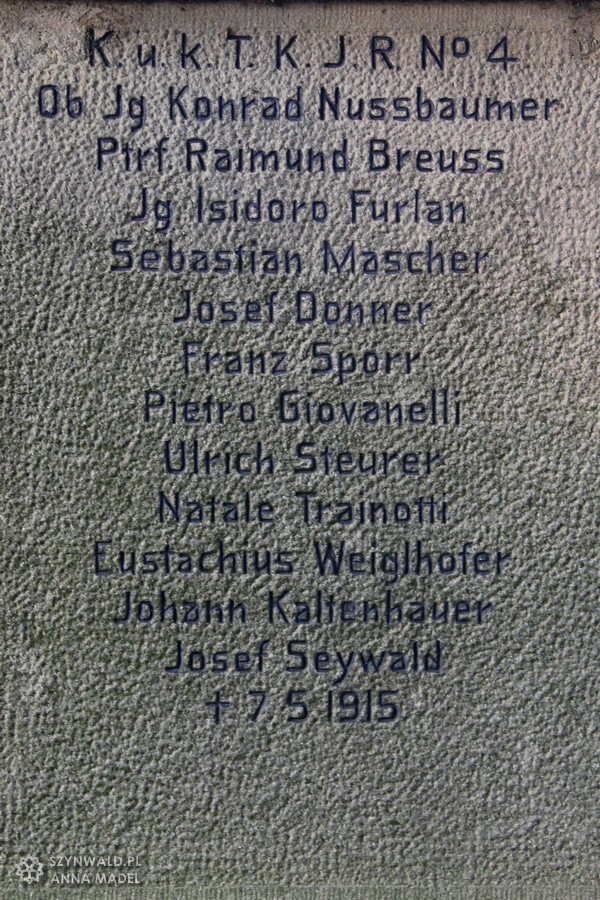 K. u. k. T. K. J. R. Nº 4
Ob Jg Konrad Nussbaumer
Ptrf. Raimund Breuss
Jg Isidoro Furlan
Sebastian Mascher
Josef Donner
Franz Sporr
Pietro Giovanelli
Ulrich Steurer
Natale Trainotti
Eustachius Weiglhofer
Johann Kaltenhauer
Josef Seywald
† 7 5. 1915
SZYNWALD.PL
ANNA MADEL